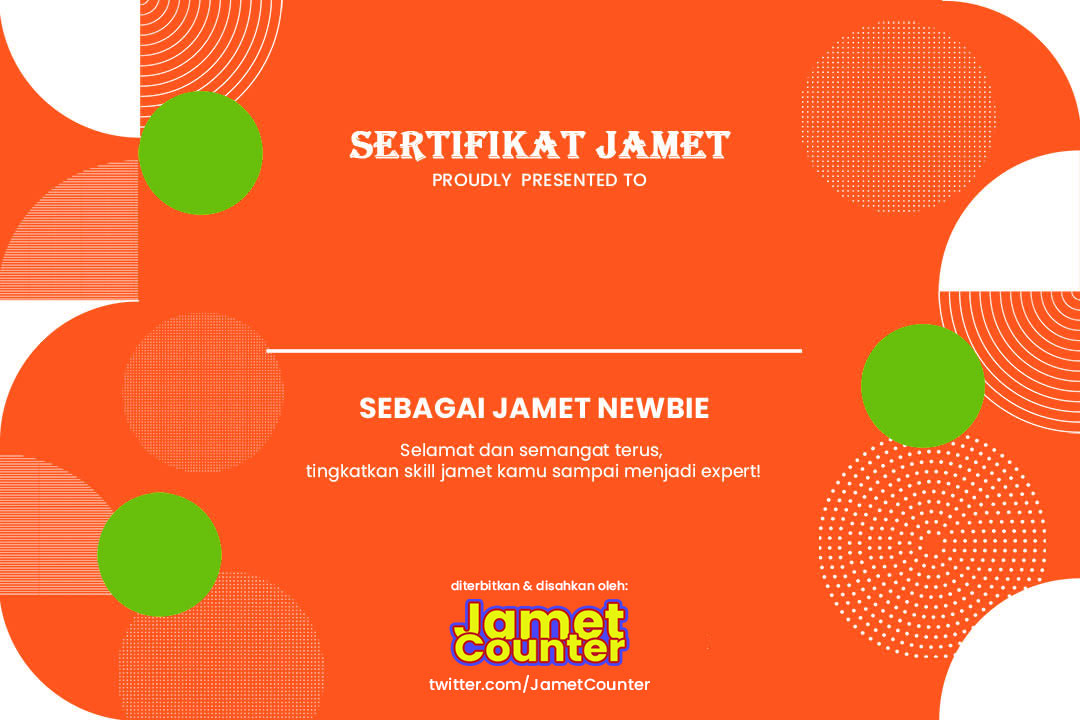 SERTIFIKAT JAMET
PROUDLY PRESENTED TO
SEBAGAI JAMET NEWBIE
Selamat dan semangat terus,
tingkatkan skill jamet kamu sampai menjadi expert!
diterbitkan & disahkan oleh:
Jamet
Counter
twitter.com/JametCounter